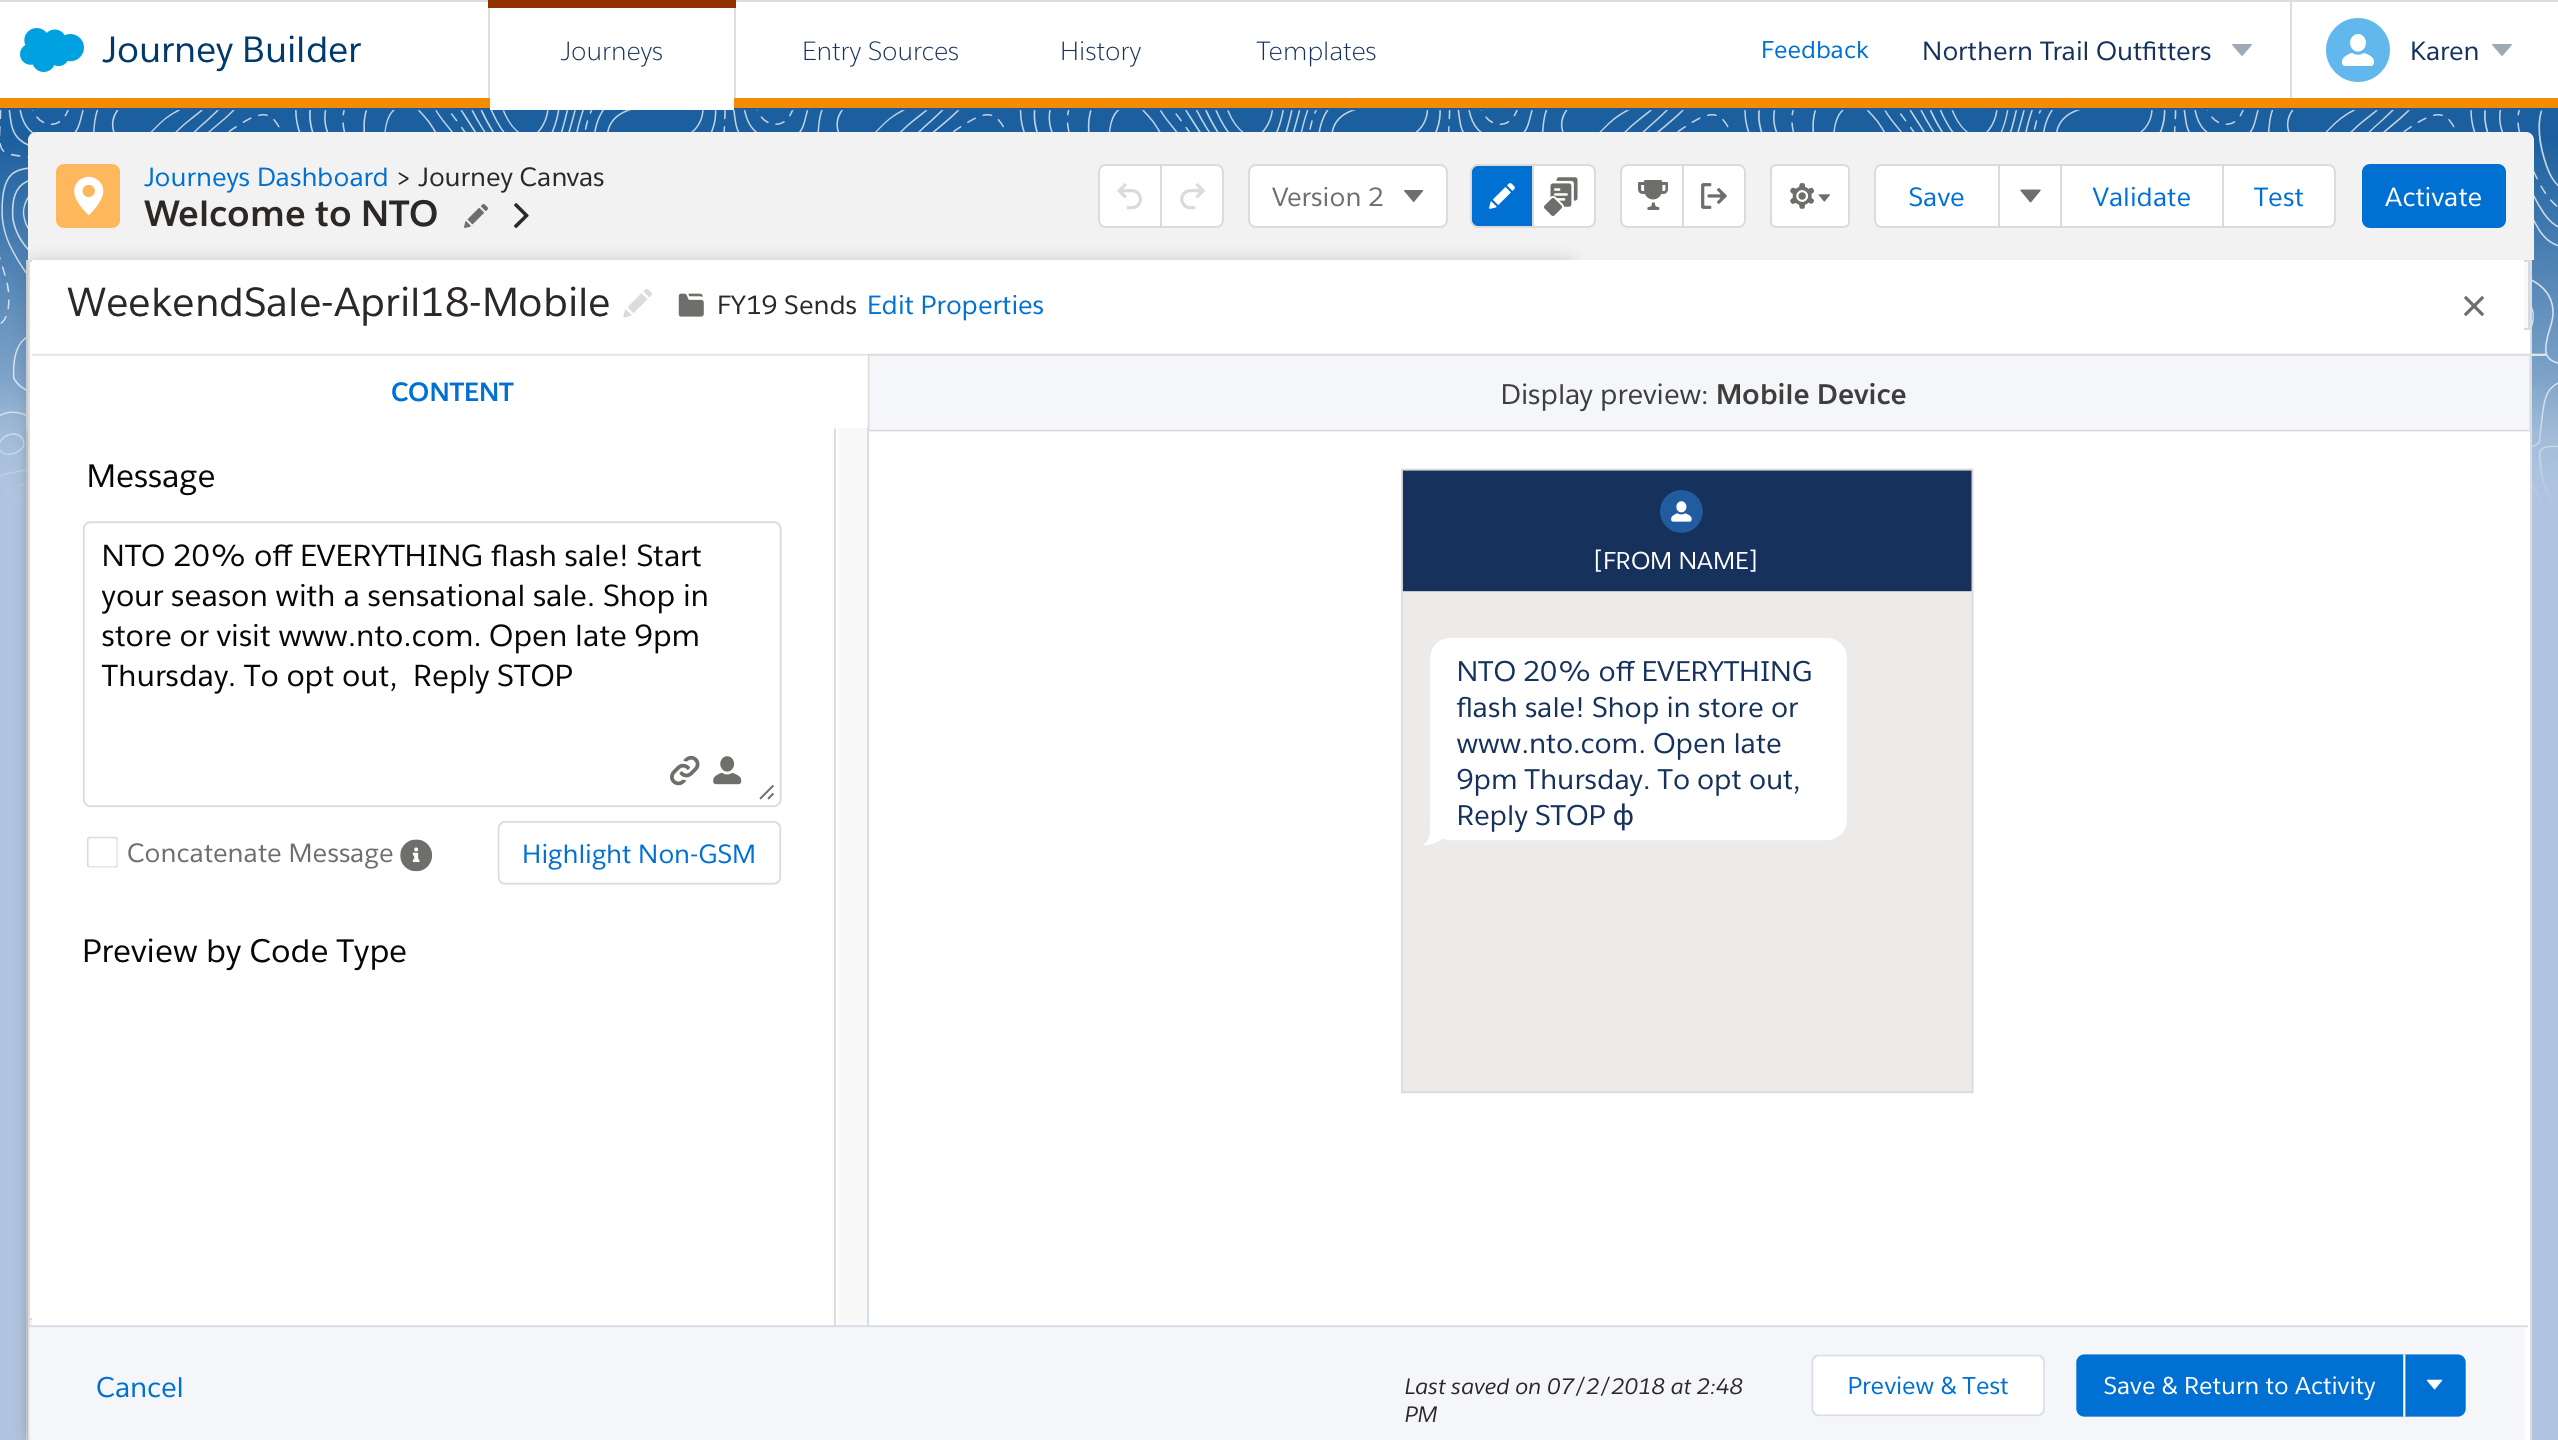 Journey Builder
Journeys
Entry Sources
History
Templates
Feedback
Northern Trail Outfitters
Karen
Journeys Dashboard > Journey Canvas
Welcome to NTO
Version 2
Save
Validate
Test
Activate
WeekendSale-April18-Mobile
FY19 Sends Edit Properties
CONTENT
Display preview: Mobile Device
Message
NTO 20% off EVERYTHING flash sale! Start
your season with a sensational sale. Shop in
store or visit www.nto.com. Open late 9pm
Thursday. To opt out,  Reply STOP
Concatenate Message
Highlight Non-GSM
Preview by Code Type
[FROM NAME]
NTO 20% off EVERYTHING
flash sale! Shop in store or
www.nto.com. Open late
9pm Thursday. To opt out,
Reply STOP ф
Cancel
Last saved on 07/2/2018 at 2:48
PM
Preview & Test
Save & Return to Activity